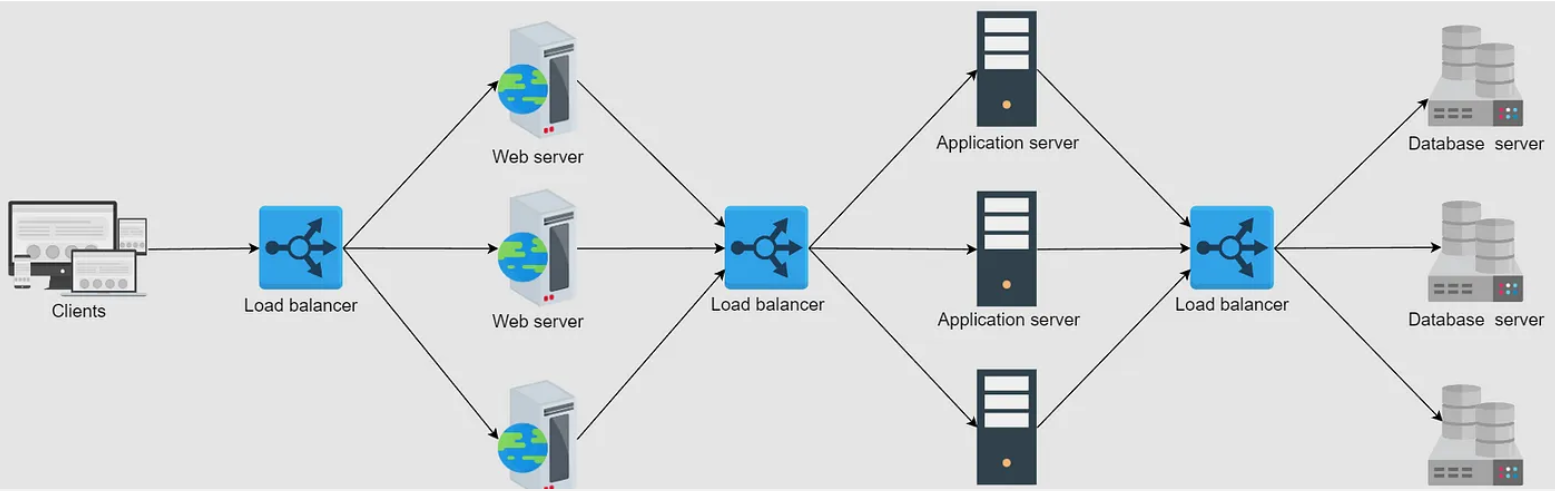 Web server
Application server
Database  server
Clients
Load balancer
Web server
Load balancer
Application server
Load balancer
Database  server